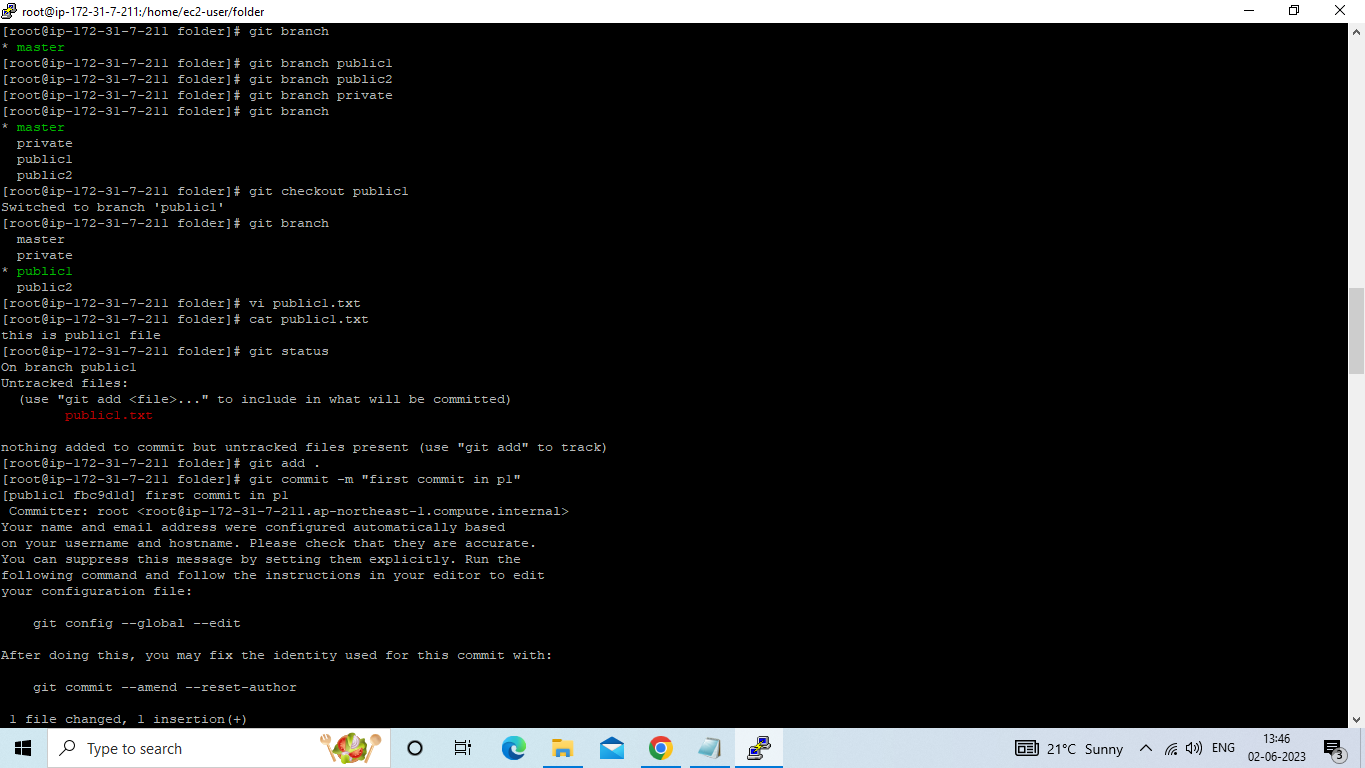 root@ip-172-31-7-211:/home/ec2-user/folder
[root@ip-172-31-7-211 folder]# git branch
* master
[root@ip-172-31-7-211 folder]# git branch public1
[root@ip-172-31-7-211 folder]# git branch public2
[root@ip-172-31-7-211 folder]# git branch private
[root@ip-172-31-7-211 folder]# git branch
* master
  private
  public1
  public2
[root@ip-172-31-7-211 folder]# git checkout public1
Switched to branch 'public1'
[root@ip-172-31-7-211 folder]# git branch
  master
  private
* public1
  public2
[root@ip-172-31-7-211 folder]# vi public1.txt
[root@ip-172-31-7-211 folder]# cat public1.txt
this is public1 file
[root@ip-172-31-7-211 folder]# git status
On branch public1
Untracked files:
  (use "git add <file>..." to include in what will be committed)
        public1.txt
nothing added to commit but untracked files present (use "git add" to track)
[root@ip-172-31-7-211 folder]# git add .
[root@ip-172-31-7-211 folder]# git commit -m "first commit in p1"
[public1 fbc9d1d] first commit in p1
 Committer: root <root@ip-172-31-7-211.ap-northeast-1.compute.internal>
Your name and email address were configured automatically based
on your username and hostname. Please check that they are accurate.
You can suppress this message by setting them explicitly. Run the
following command and follow the instructions in your editor to edit
your configuration file:
    git config --global --edit
After doing this, you may fix the identity used for this commit with:
    git commit --amend --reset-author
 1 file changed, 1 insertion(+)
Type to search
21°C Sunny
ENG
13:46
02-06-2023
3